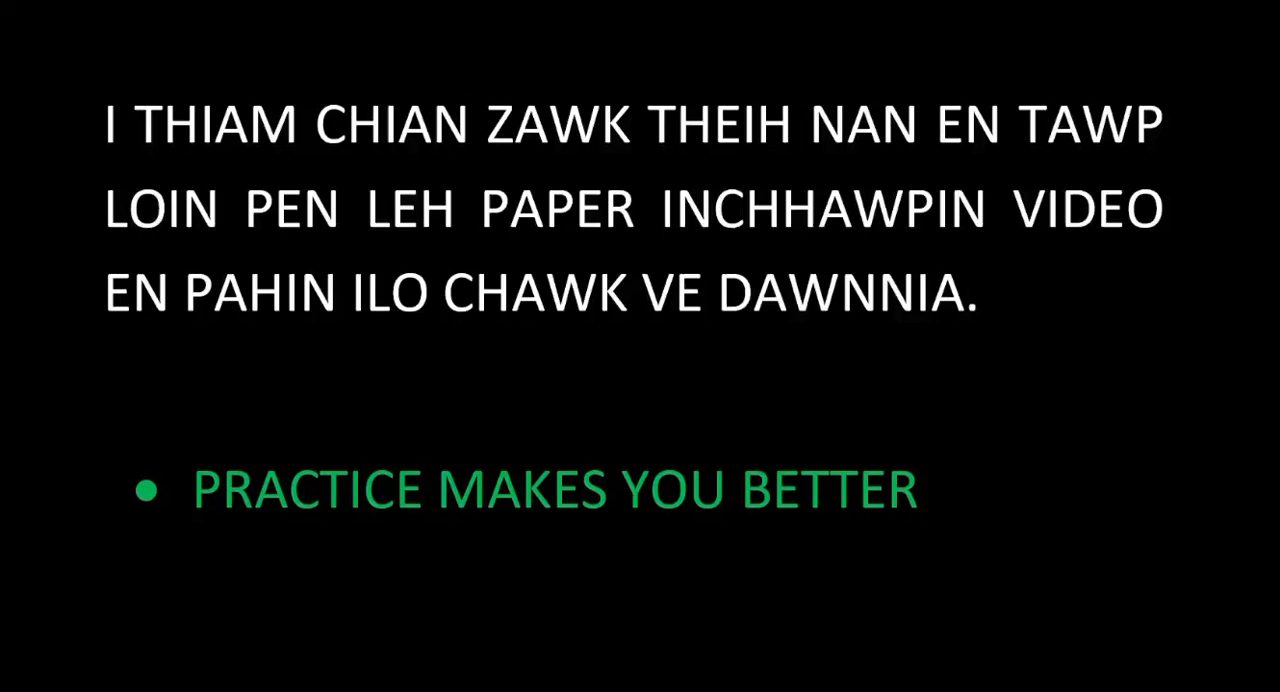 I THIAM CHIAN ZAWK THEIH NAN EN TAWP
LOIN PEN LEH PAPER INCHHAWPIN VIDEO
EN PAHIN ILO CHAWK VE DAWNNIA.
• PRACTICE MAKES YOU BETTER